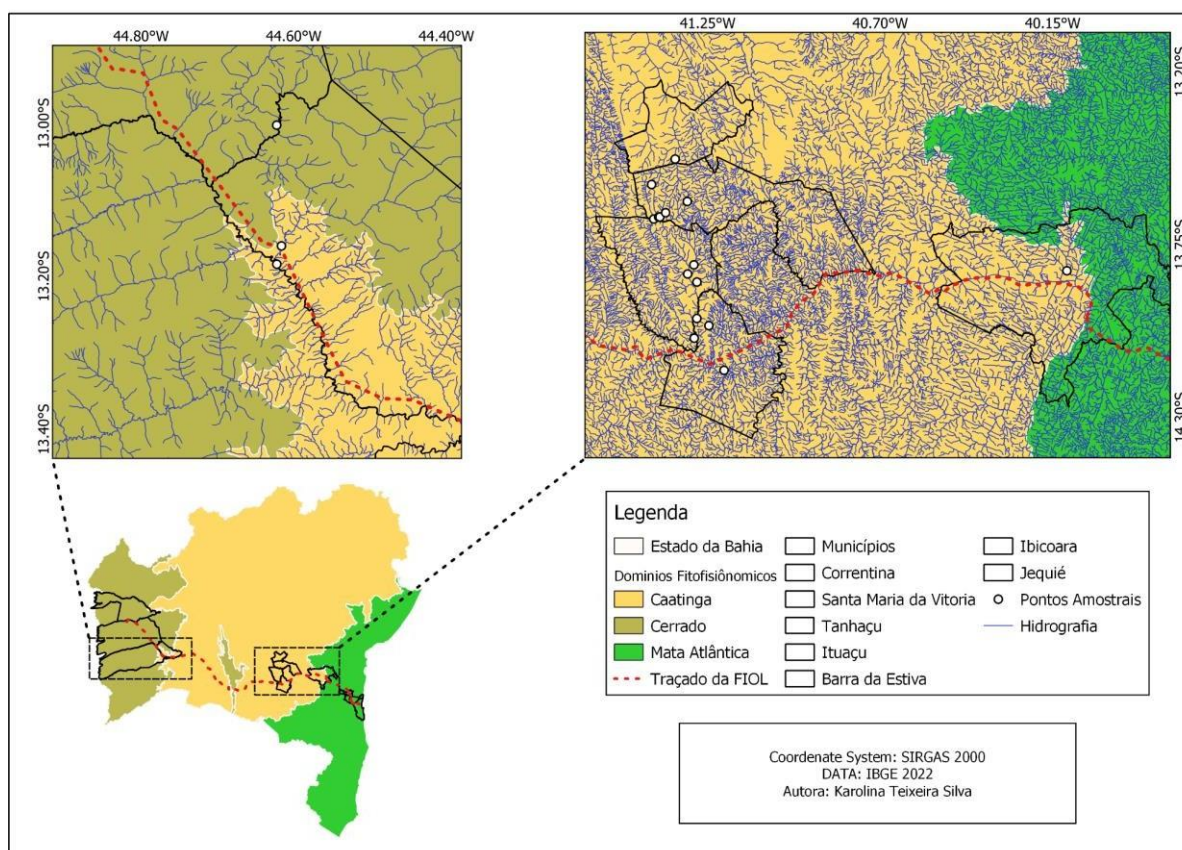 44.80°W 44.60°W 44.40°W
13.00°S
13.20°S
13.40°S
41.25°W 40.70°W 40.15°W
13.20°S
13.75°S
14.30°S
Legenda
Estado da Bahia
Dominios Fitofisiônomicos
Caatinga
Cerrado
Mata Atlântica
Traçado da FIOL
Municípios
Correntina
Santa Maria da Vitoria
Tanhaçu
Ituaçu
Barra da Estiva
Ibicoara
Jequié
Pontos Amostrais
Hidrografia
Coordenate System: SIRGAS 2000
DATA: IBGE 2022
Autora: Karolina Teixeira Silva